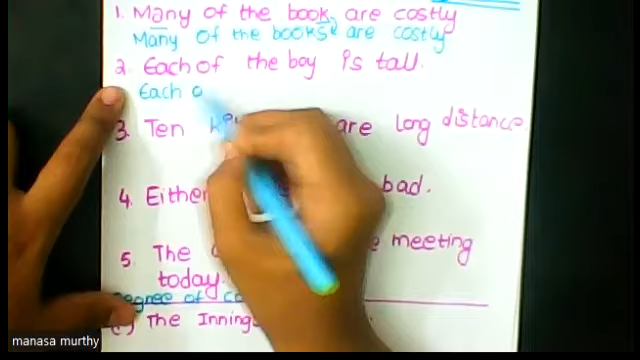 1. Many of the book are costly
Many of the books are costly
2. Each of the boy is tall.
Each o
3. Ten are long distance
4. Either bad.
5. The meeting
today.
Degree of co
(c) The Innings
manasa murthy